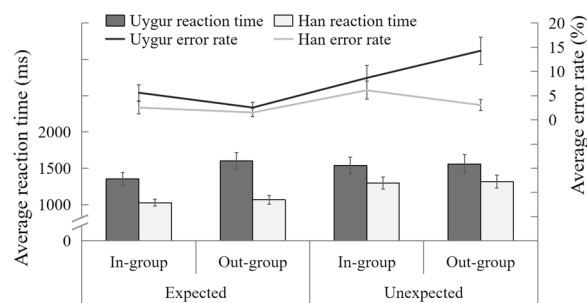 Uygur reaction time Han reaction time
Uygur error rate Han error rate
Average reaction time (ms)
2000
1500
1000
0
20
15
10
5
0
Average error rate (%)
In-group Out-group In-group Out-group
Expected Unexpected